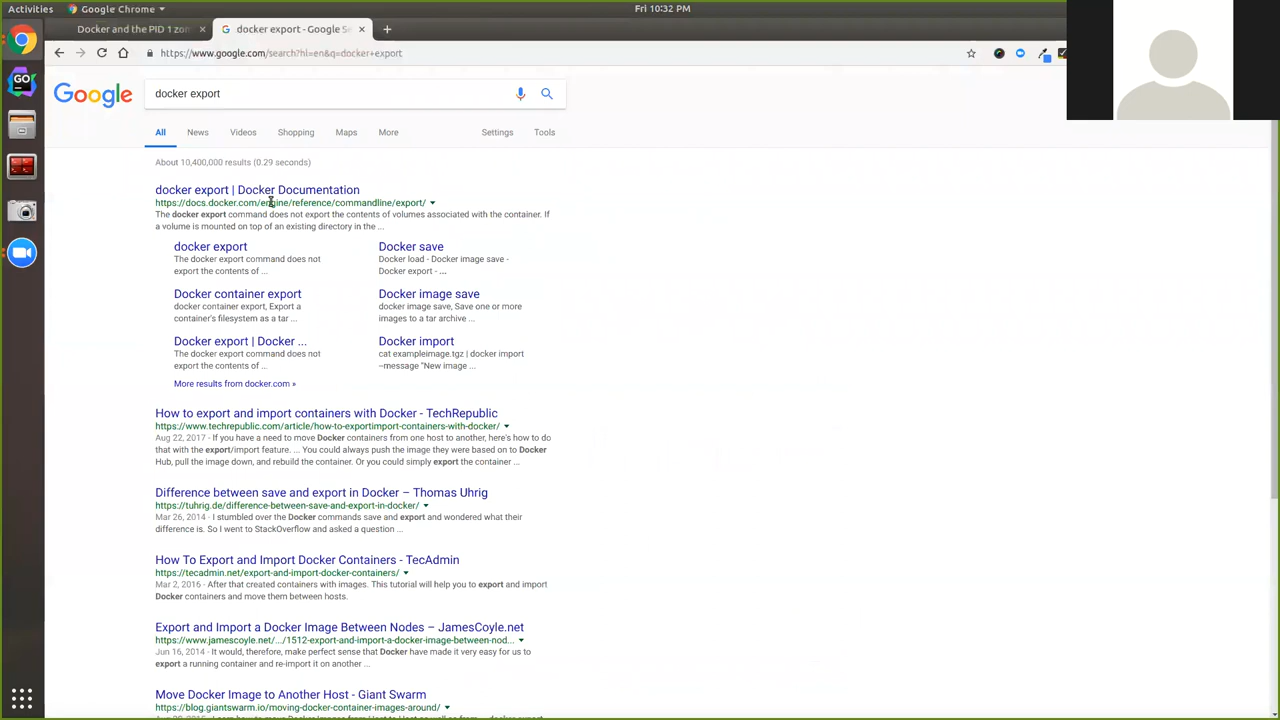 Activities
Google Chrome
Fri 10:32 PM
Docker and the PID 1 zom
docker export - Google Se
https://www.google.com/search?hl=en&q=docker+export
Google
docker export
All
News
Videos
Shopping
Maps
More
Settings
Tools
About 10,400,000 results (0.29 seconds)
docker export | Docker Documentation
https://docs.docker.com/engine/reference/commandline/export/
The docker export command does not export the contents of volumes associated with the container. If
a volume is mounted on top of an existing directory in the ...
docker export
The docker export command does not
export the contents of ...
Docker save
Docker load - Docker image save -
Docker export - ...
Docker container export
docker container export, Export a
container's filesystem as a tar ...
Docker image save
docker image save, Save one or more
images to a tar archive ...
Docker export | Docker ...
The docker export command does not
export the contents of ...
Docker import
cat exampleimage.tgz | docker import
--message "New image ...
More results from docker.com »
How to export and import containers with Docker - TechRepublic
https://www.techrepublic.com/article/how-to-exportimport-containers-with-docker/
Aug 22, 2017 - If you have a need to move Docker containers from one host to another, here's how to do
that with the export/import feature. ... You could always push the image they were based on to Docker
Hub, pull the image down, and rebuild the container. Or you could simply export the container ...
Difference between save and export in Docker – Thomas Uhrig
https://tuhrig.de/difference-between-save-and-export-in-docker/
Mar 26, 2014 - I stumbled over the Docker commands save and export and wondered what their
difference is. So I went to StackOverflow and asked a question ...
How To Export and Import Docker Containers - TecAdmin
https://tecadmin.net/export-and-import-docker-containers/
Mar 2, 2016 - After that created containers with images. This tutorial will help you to export and import
Docker containers and move them between hosts.
Export and Import a Docker Image Between Nodes – JamesCoyle.net
https://www.jamescoyle.net/.../1512-export-and-import-a-docker-image-between-nod...
Jun 16, 2014 - It would, therefore, make perfect sense that Docker have made it very easy for us to
export a running container and re-import it on another ...
Move Docker Image to Another Host - Giant Swarm
https://blog.giantswarm.io/moving-docker-container-images-around/